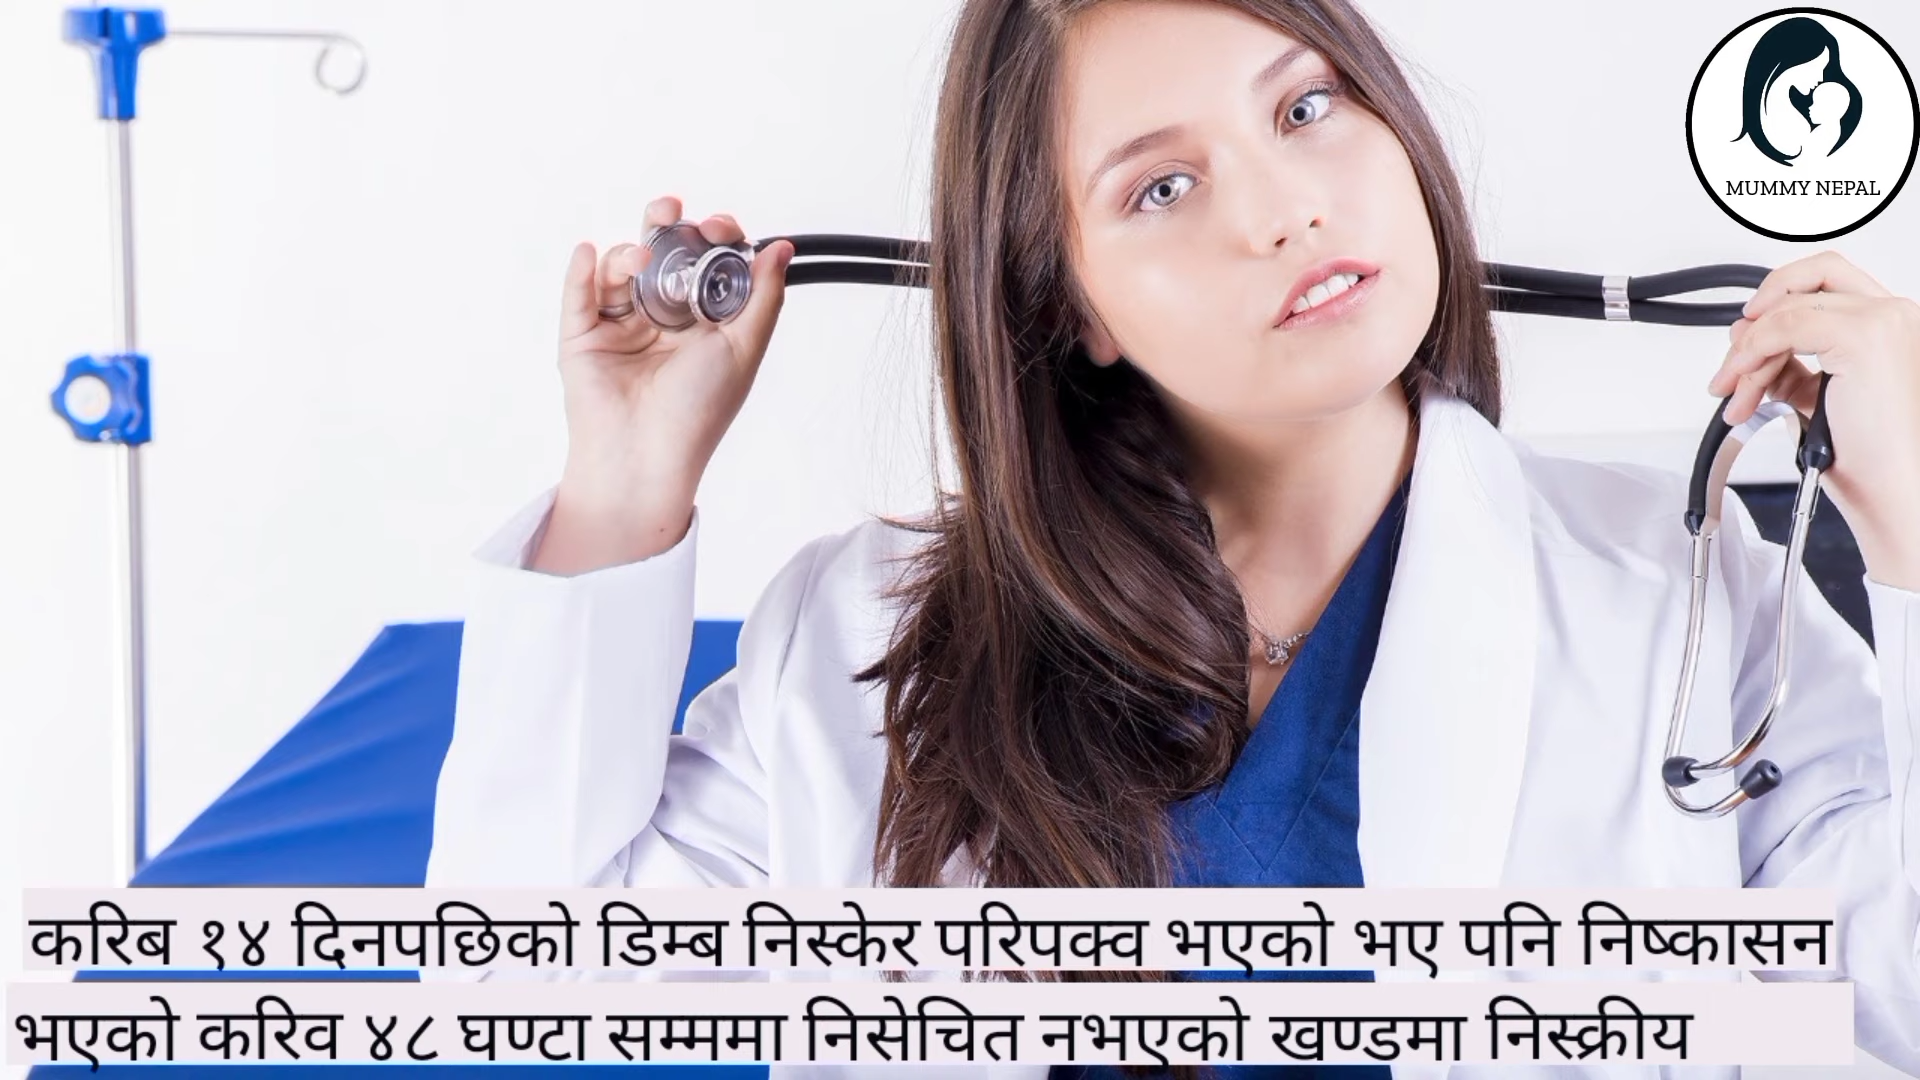 MUMMY NEPAL
करिब १४ दिनपछिको डिम्ब निस्केर परिपक्व भएको भए पनि निष्कासन
भएको करिव ४८ घण्टा सम्ममा निसेचित नभएको खण्डमा निस्क्रीय